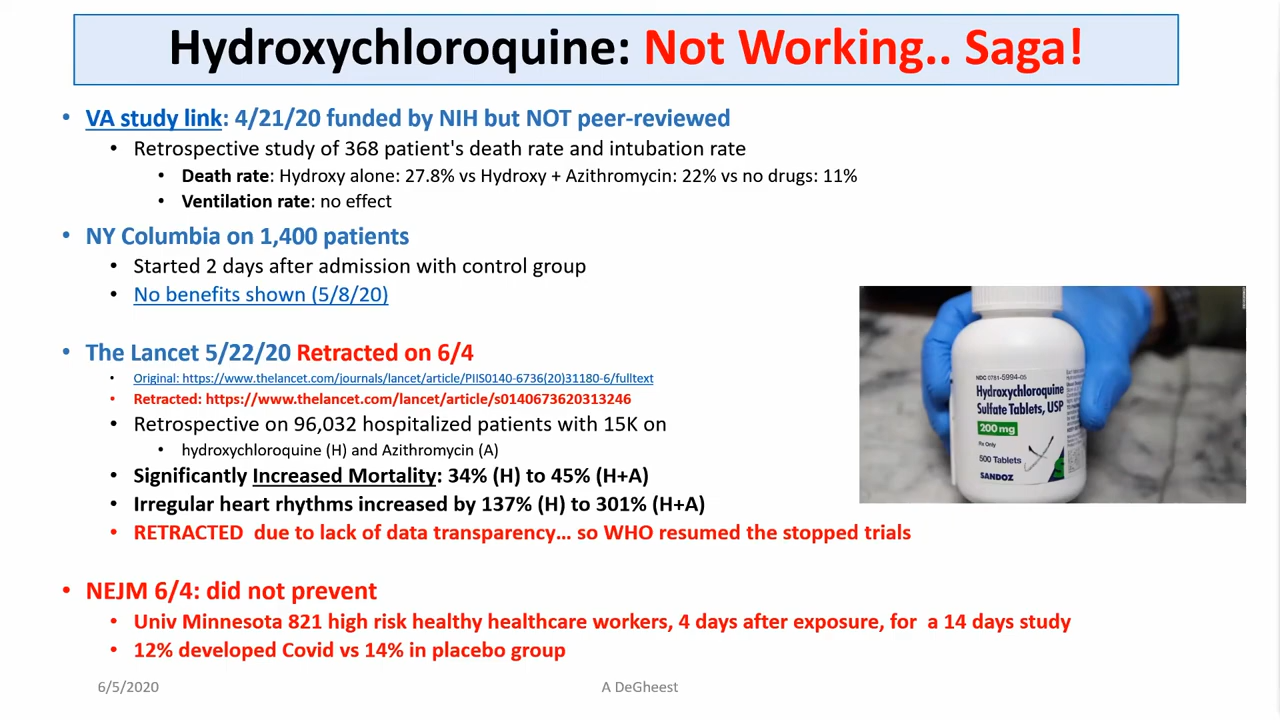 Hydroxychloroquine: Not Working.. Saga!
• VA study link: 4/21/20 funded by NIH but NOT peer-reviewed
• Retrospective study of 368 patient's death rate and intubation rate
• Death rate: Hydroxy alone: 27.8% vs Hydroxy + Azithromycin: 22% vs no drugs: 11%
• Ventilation rate: no effect
• NY Columbia on 1,400 patients
• Started 2 days after admission with control group
• No benefits shown (5/8/20)
• The Lancet 5/22/20 Retracted on 6/4
• Original: https://www.thelancet.com/journals/lancet/article/PIIS0140-6736(20)31180-6/fulltext
• Retracted: https://www.thelancet.com/lancet/article/s0140673620313246
• Retrospective on 96,032 hospitalized patients with 15K on
• hydroxychloroquine (H) and Azithromycin (A)
• Significantly Increased Mortality: 34% (H) to 45% (H+A)
• Irregular heart rhythms increased by 137% (H) to 301% (H+A)
• RETRACTED due to lack of data transparency... so WHO resumed the stopped trials
NDC 0781-5994-05
Hydroxychloroquine
Sulfate Tablets, USP
200 mg
Rx Only
500 Tablets
SANDOZ
• NEJM 6/4: did not prevent
• Univ Minnesota 821 high risk healthy healthcare workers, 4 days after exposure, for a 14 days study
• 12% developed Covid vs 14% in placebo group
6/5/2020
A DeGheest